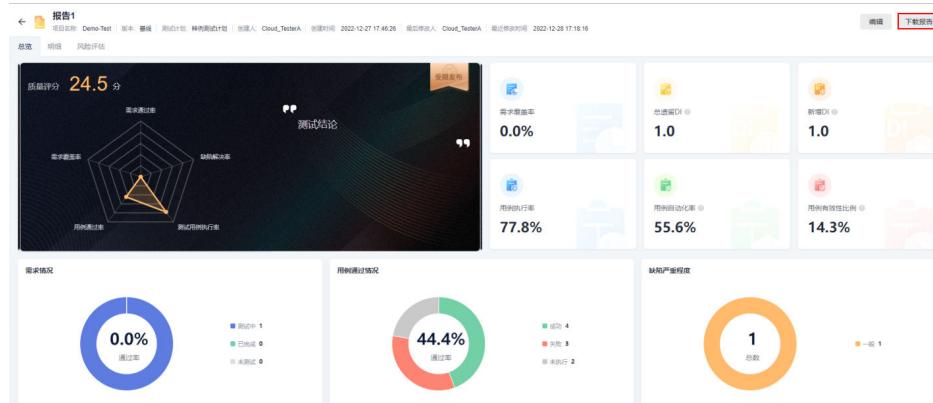 报告1
项目名称 Demo-Test 版本 基线 测试计划 样例测试计划 创建人 Cloud_TesterA 创建时间 2022-12-27 17:46:26 最后修改人 Cloud_TesterA 最近修改时间 2022-12-28 17:18:16
编辑 下载报告
总览 明细 风险评估
质量评分 24.5 分
受限发布
需求通过率
缺陷解决率
测试用例执行率
用例通过率
需求覆盖率
测试结论
需求覆盖率
0.0%
总遗留DI
1.0
新增DI
1.0
用例执行率
77.8%
用例自动化率
55.6%
用例有效性比例
14.3%
需求情况
0.0%
通过率
测试中 1
已完成 0
未测试 0
用例通过情况
44.4%
通过率
成功 4
失败 3
未执行 2
缺陷严重程度
1
总数
一般 1